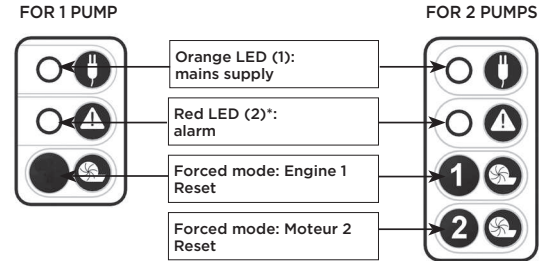 FOR 1 PUMP
FOR 2 PUMPS
Orange LED (1):
mains supply
Red LED (2)*:
alarm
Forced mode: Engine 1
Reset
Forced mode: Moteur 2
Reset
1
2